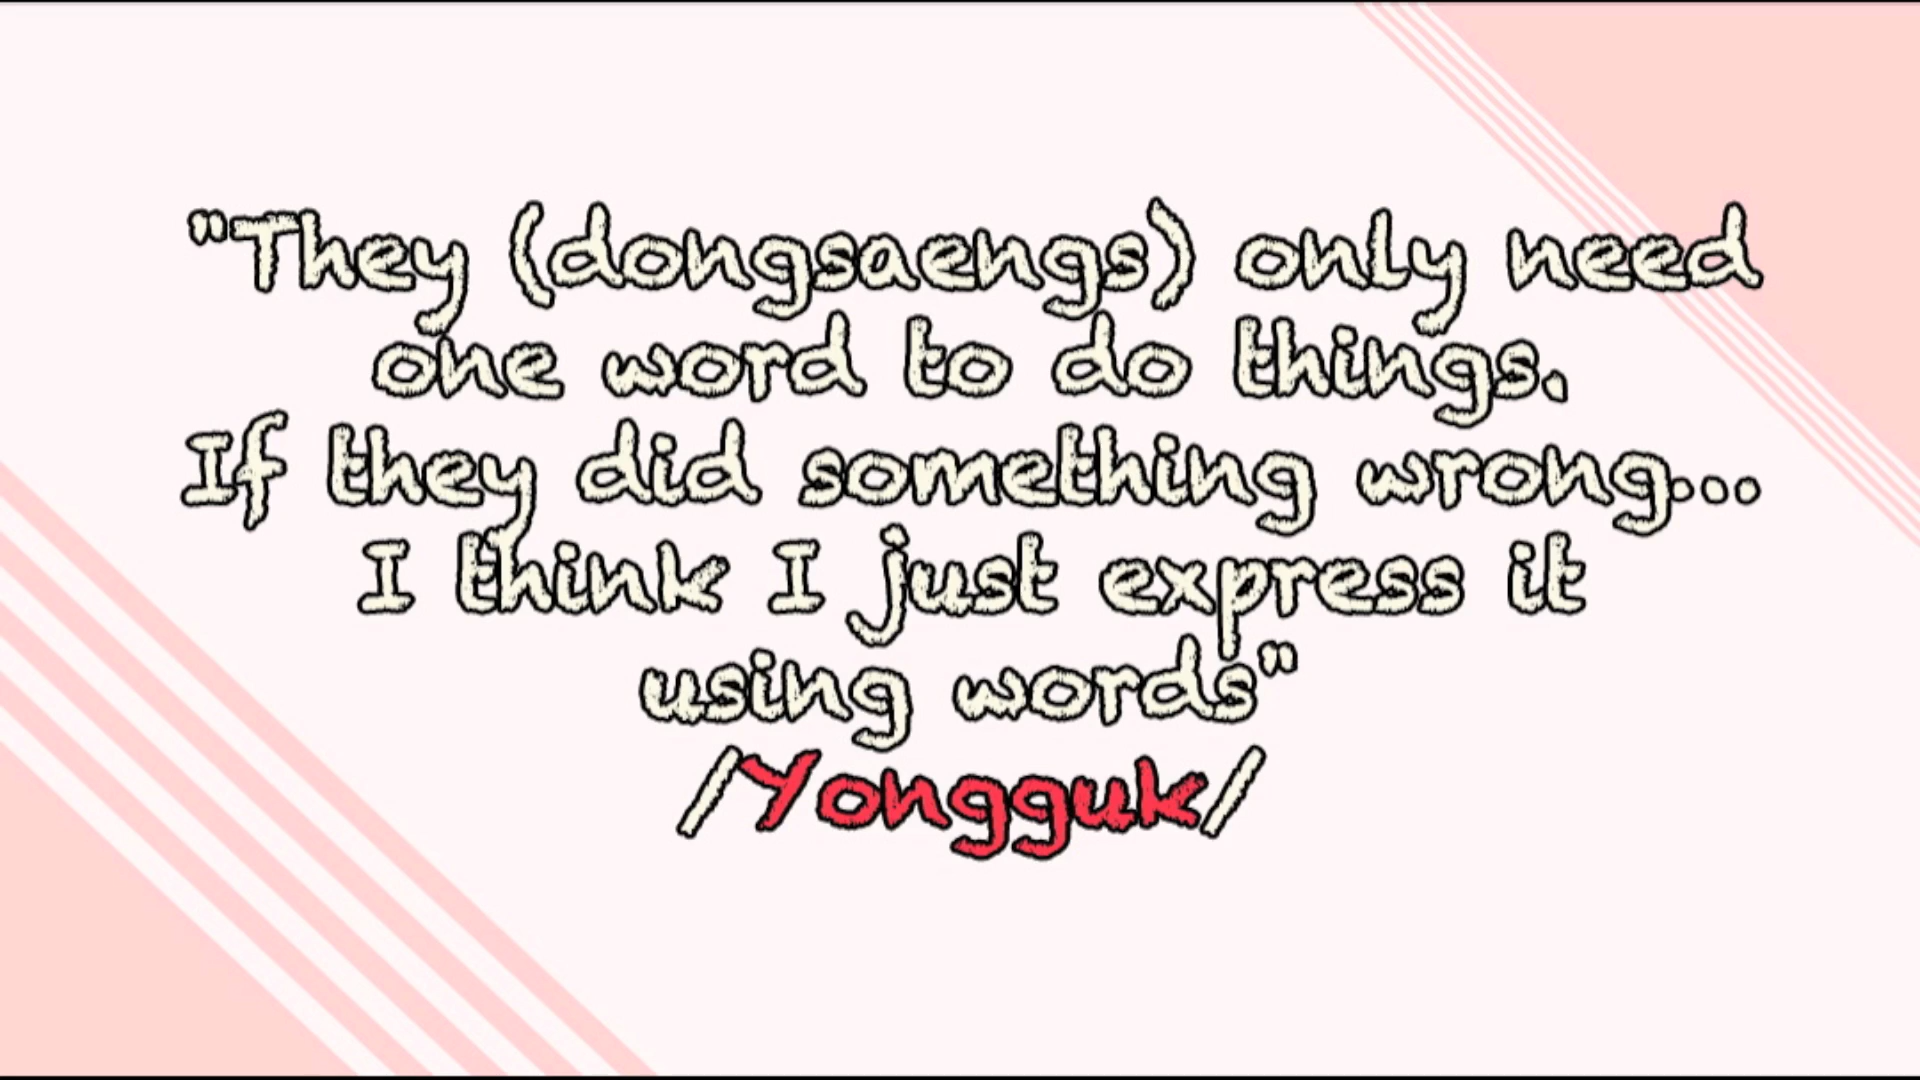 "They (dongsaengs) only need
one word to do things.
If they did something wrong...
I think I just express it
using words"
/Yongguk/